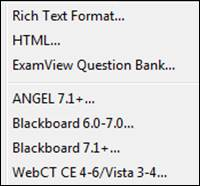 Rich Text Format...
HTML...
ExamView Question Bank...
ANGEL 7.1+...
Blackboard 6.0-7.0...
Blackboard 7.1+...
WebCT CE 4-6/Vista 3-4...